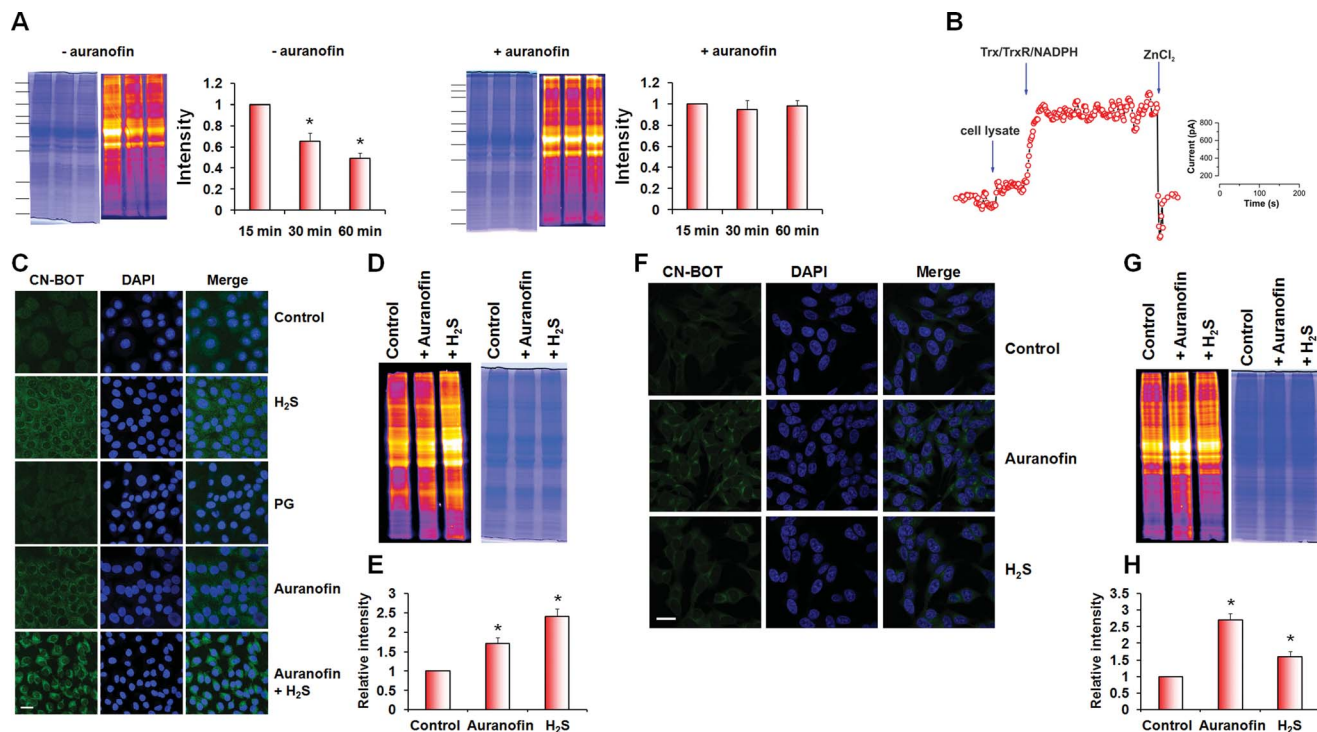 A
- auranofin
- auranofin
1.2
1
0.8
0.6
0.4
0.2
0
Intensity
*
*
15 min 30 min 60 min
+ auranofin
+ auranofin
1.2
1
0.8
0.6
0.4
0.2
0
Intensity
15 min 30 min 60 min
B
Trx/TrxR/NADPH
ZnCl₂
cell lysate
Current (pA)
800
600
400
200
0 100 200
Time (s)
C
CN-BOT DAPI Merge
Control
H₂S
PG
Auranofin
Auranofin
+ H₂S
D
Control
+ Auranofin
+ H₂S
Control
+ Auranofin
+ H₂S
E
Relative intensity
3
2.5
2
1.5
1
0.5
0
*
*
Control Auranofin H₂S
F
CN-BOT DAPI Merge
Control
Auranofin
H₂S
G
Control
+ Auranofin
+ H₂S
Control
+ Auranofin
+ H₂S
H
Relative intensity
3.5
3
2.5
2
1.5
1
0.5
0
*
*
Control Auranofin H₂S